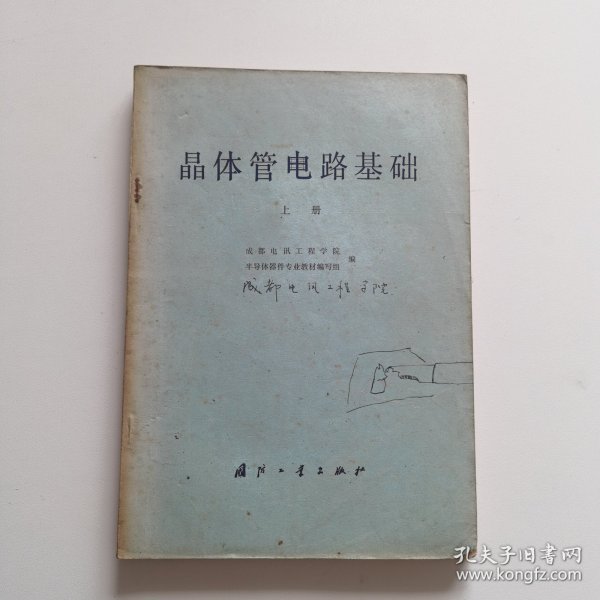 晶体管电路基础
上册
成都电讯工程学院
半导体器件专业教材编写组
编
成都电讯工程学院
国防工业出版社
孔夫子旧书网
www.kongfz.com